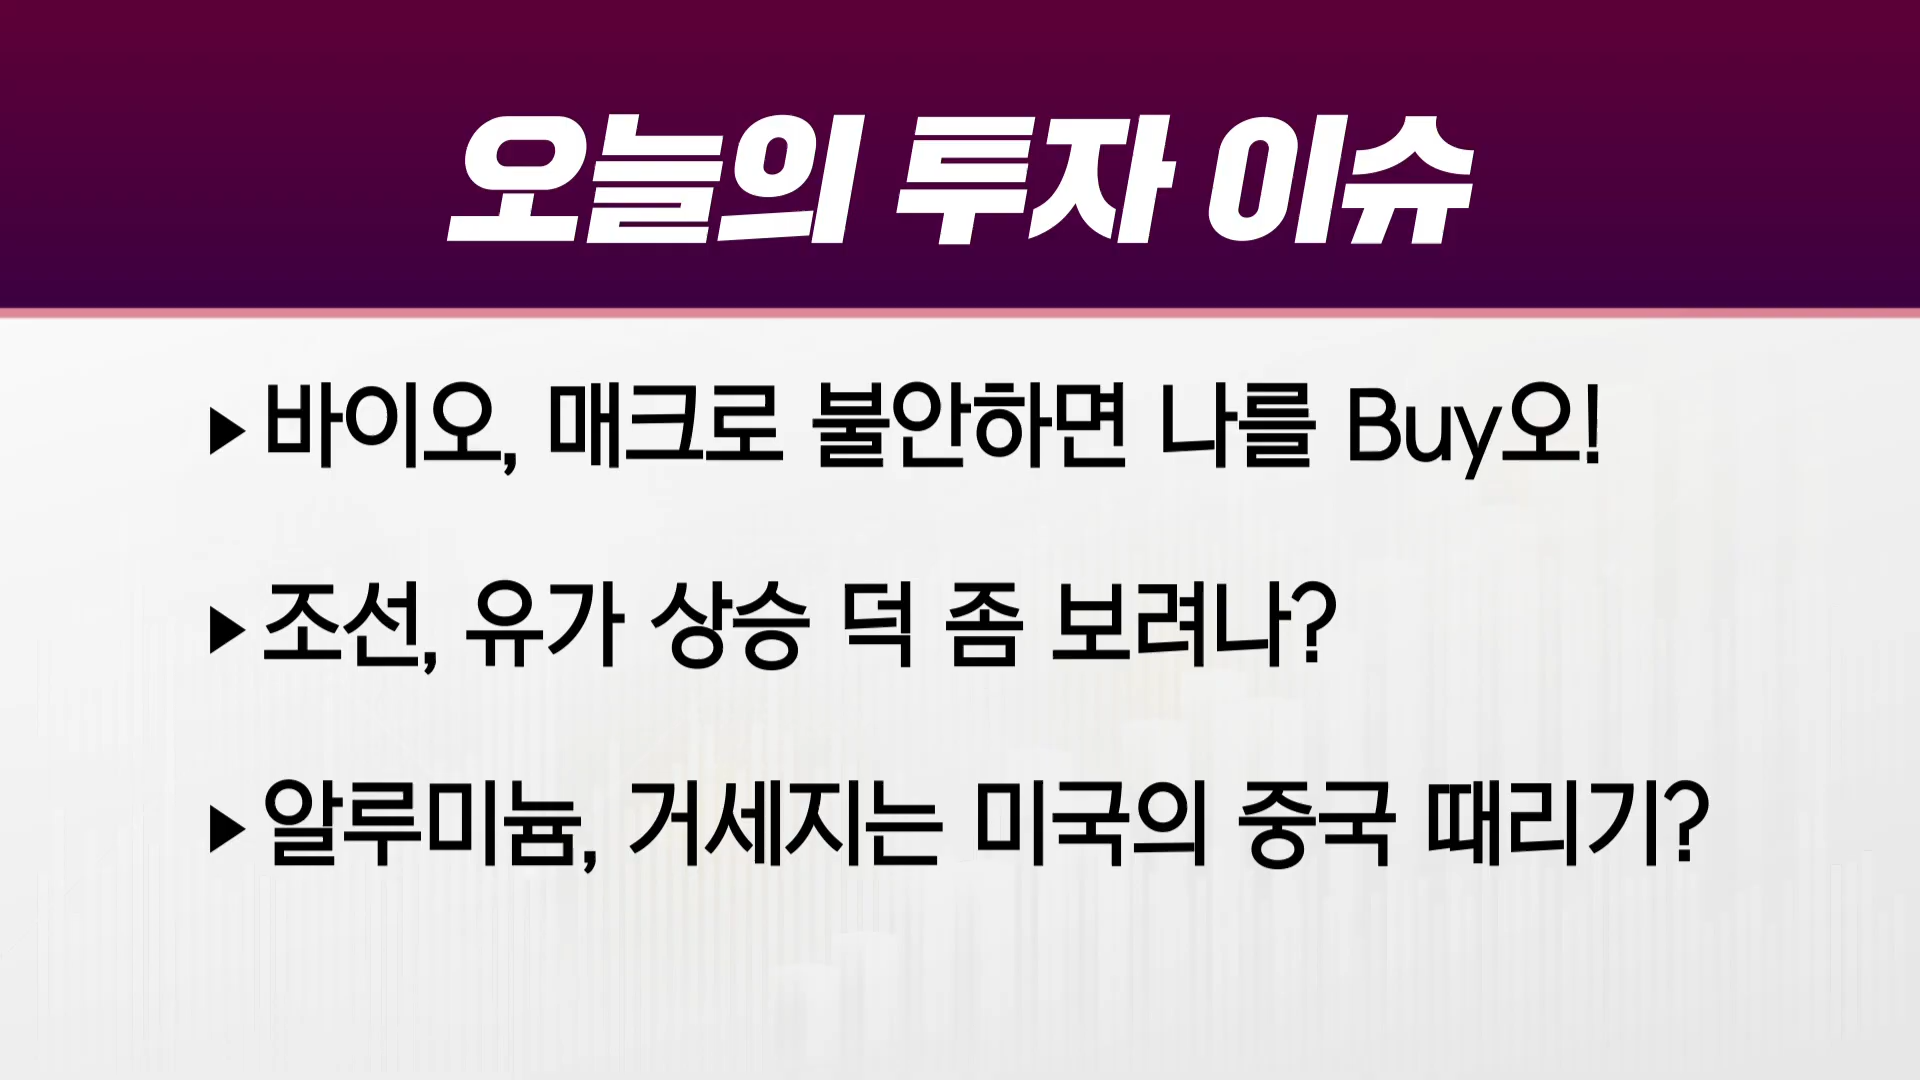 오늘의 투자 이슈
▶바이오, 매크로 불안하면 나를 Buy오!
▶조선, 유가 상승 덕 좀 보려나?
▶알루미늄, 거세지는 미국의 중국 때리기?